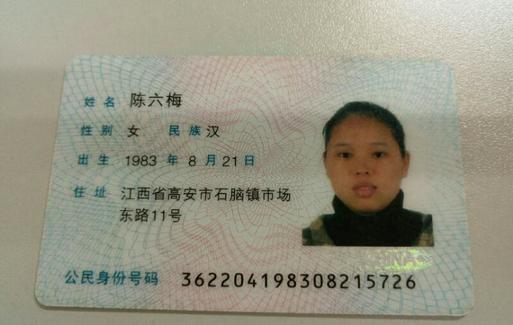 姓名 陈六梅
性别 女 民族 汉
出生 1983 年 8 月 21 日
住址 江西省高安市石脑镇市场
东路11号
公民身份号码 362204198308215726